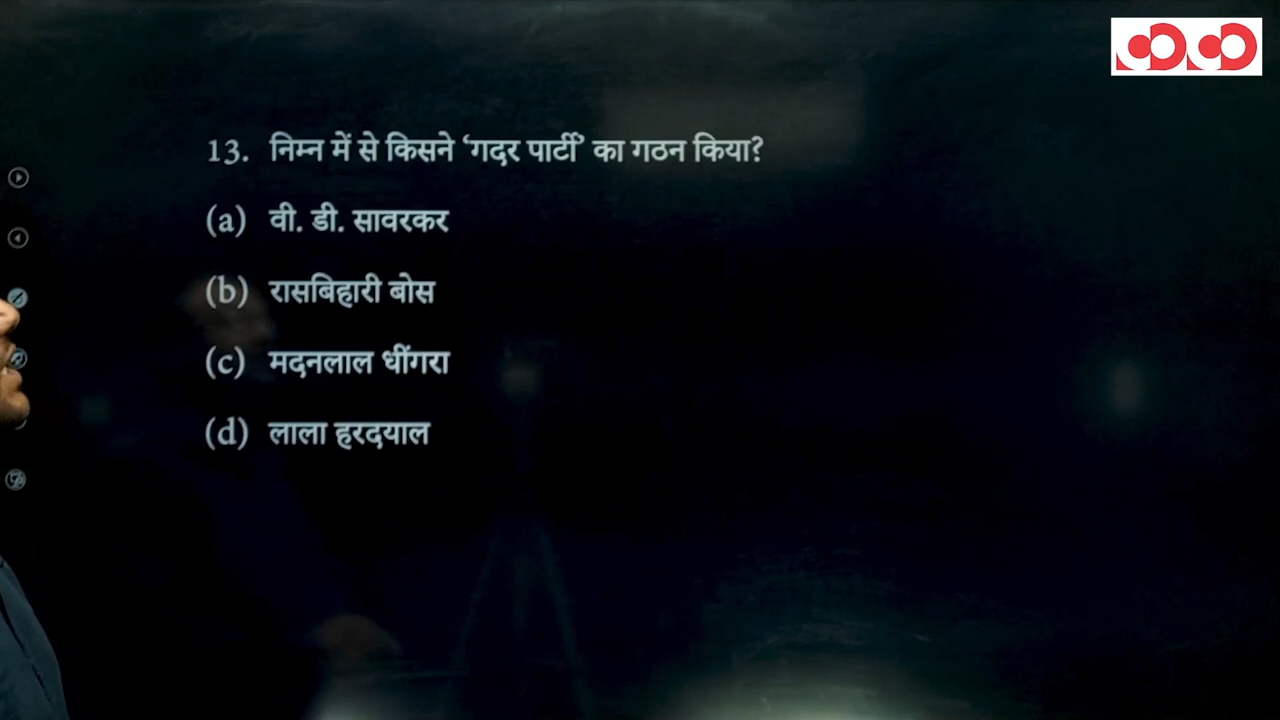 13. निम्न में से किसने ‘गदर पार्टी’ का गठन किया?
(a) वी. डी. सावरकर
(b) रासबिहारी बोस
(c) मदनलाल धींगरा
(d) लाला हरदयाल